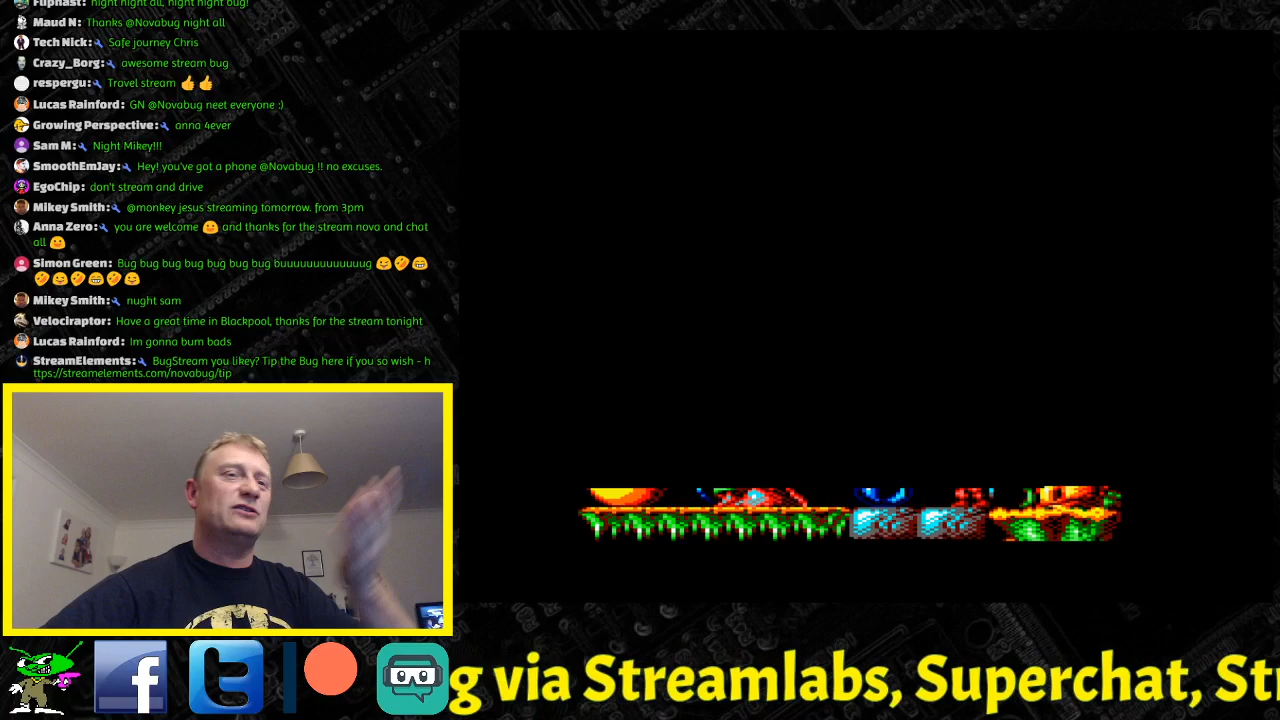 Fliphast: night night all, night night bug!
Maud N: Thanks @Novabug night all
Tech Nick: Safe journey Chris
Crazy_Borg: awesome stream bug
respergu: Travel stream 👍👍
Lucas Rainford: GN @Novabug neet everyone :)
Growing Perspective: anna 4ever
Sam M: Night Mikey!!!
SmoothEmJay: Hey! you've got a phone @Novabug !! no excuses.
EgoChip: don't stream and drive
Mikey Smith: @monkey jesus streaming tomorrow. from 3pm
Anna Zero: you are welcome and thanks for the stream nova and chat
all
Simon Green: Bug bug bug bug bug bug bug buuuuuuuuuuuuug
Mikey Smith: nught sam
Velociraptor: Have a great time in Blackpool, thanks for the stream tonight
Lucas Rainford: Im gonna bum bads
StreamElements: BugStream you likey? Tip the Bug here if you so wish - h
ttps://streamelements.com/novabug/tip
g via Streamlabs, Superchat, St